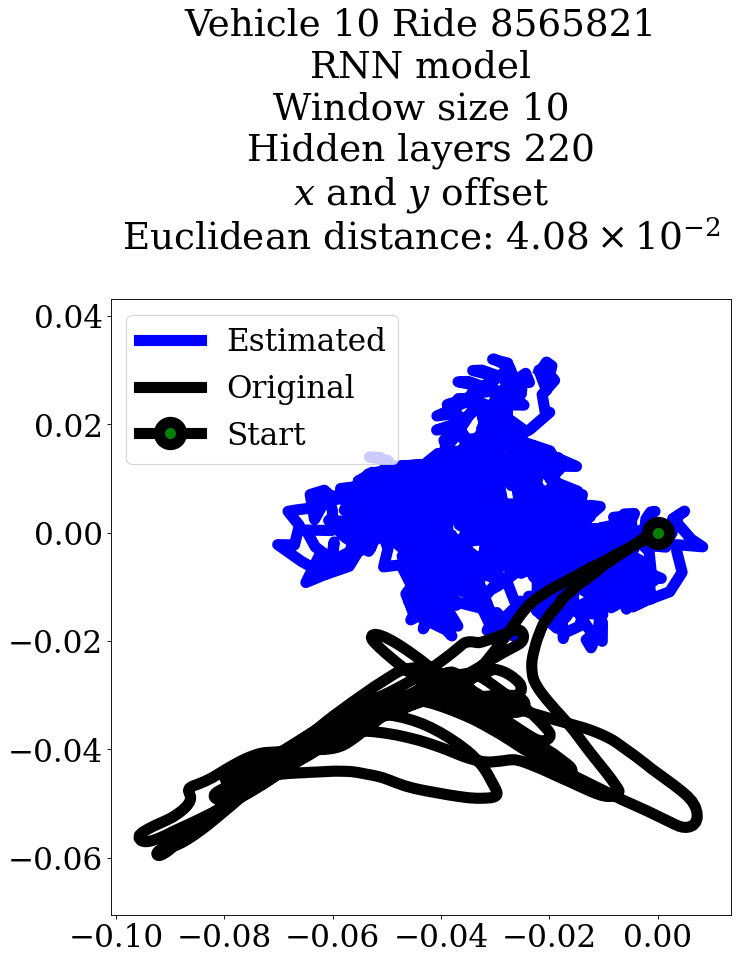 Vehicle 10 Ride 8565821
RNN model
Window size 10
Hidden layers 220
x and y offset
Euclidean distance: 4.08 × 10⁻²
Estimated
Original
Start
0.04
0.02
0.00
−0.02
−0.04
−0.06
−0.10 −0.08 −0.06 −0.04 −0.02 0.00